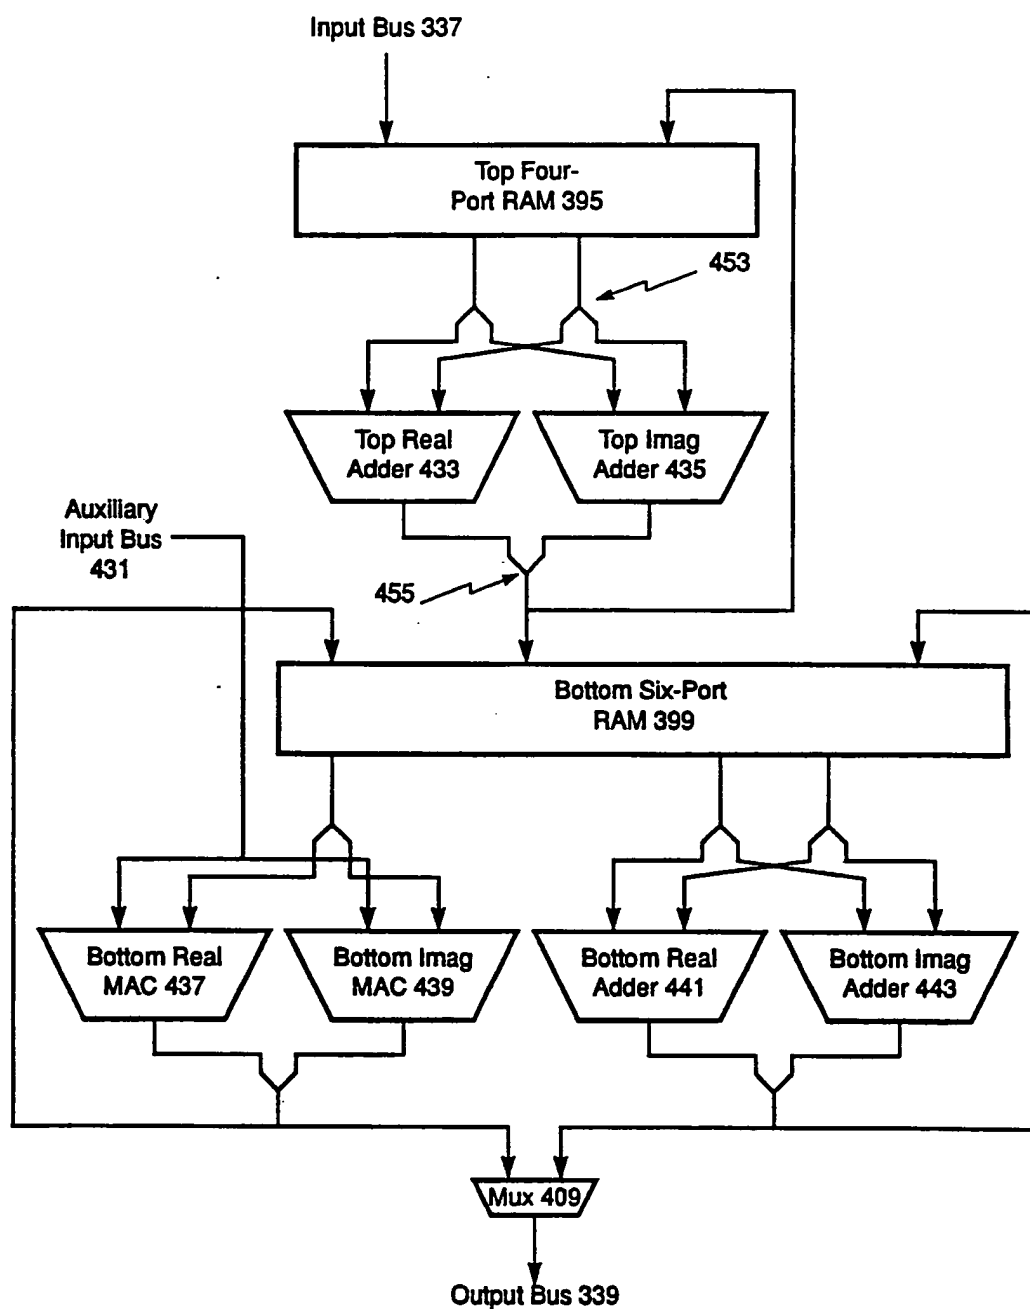 Input Bus 337
Top Four-
Port RAM 395
453
Top Real
Adder 433
Top Imag
Adder 435
Auxiliary
Input Bus
431
455
Bottom Six-Port
RAM 399
Bottom Real
MAC 437
Bottom Imag
MAC 439
Bottom Real
Adder 441
Bottom Imag
Adder 443
Mux 409
Output Bus 339